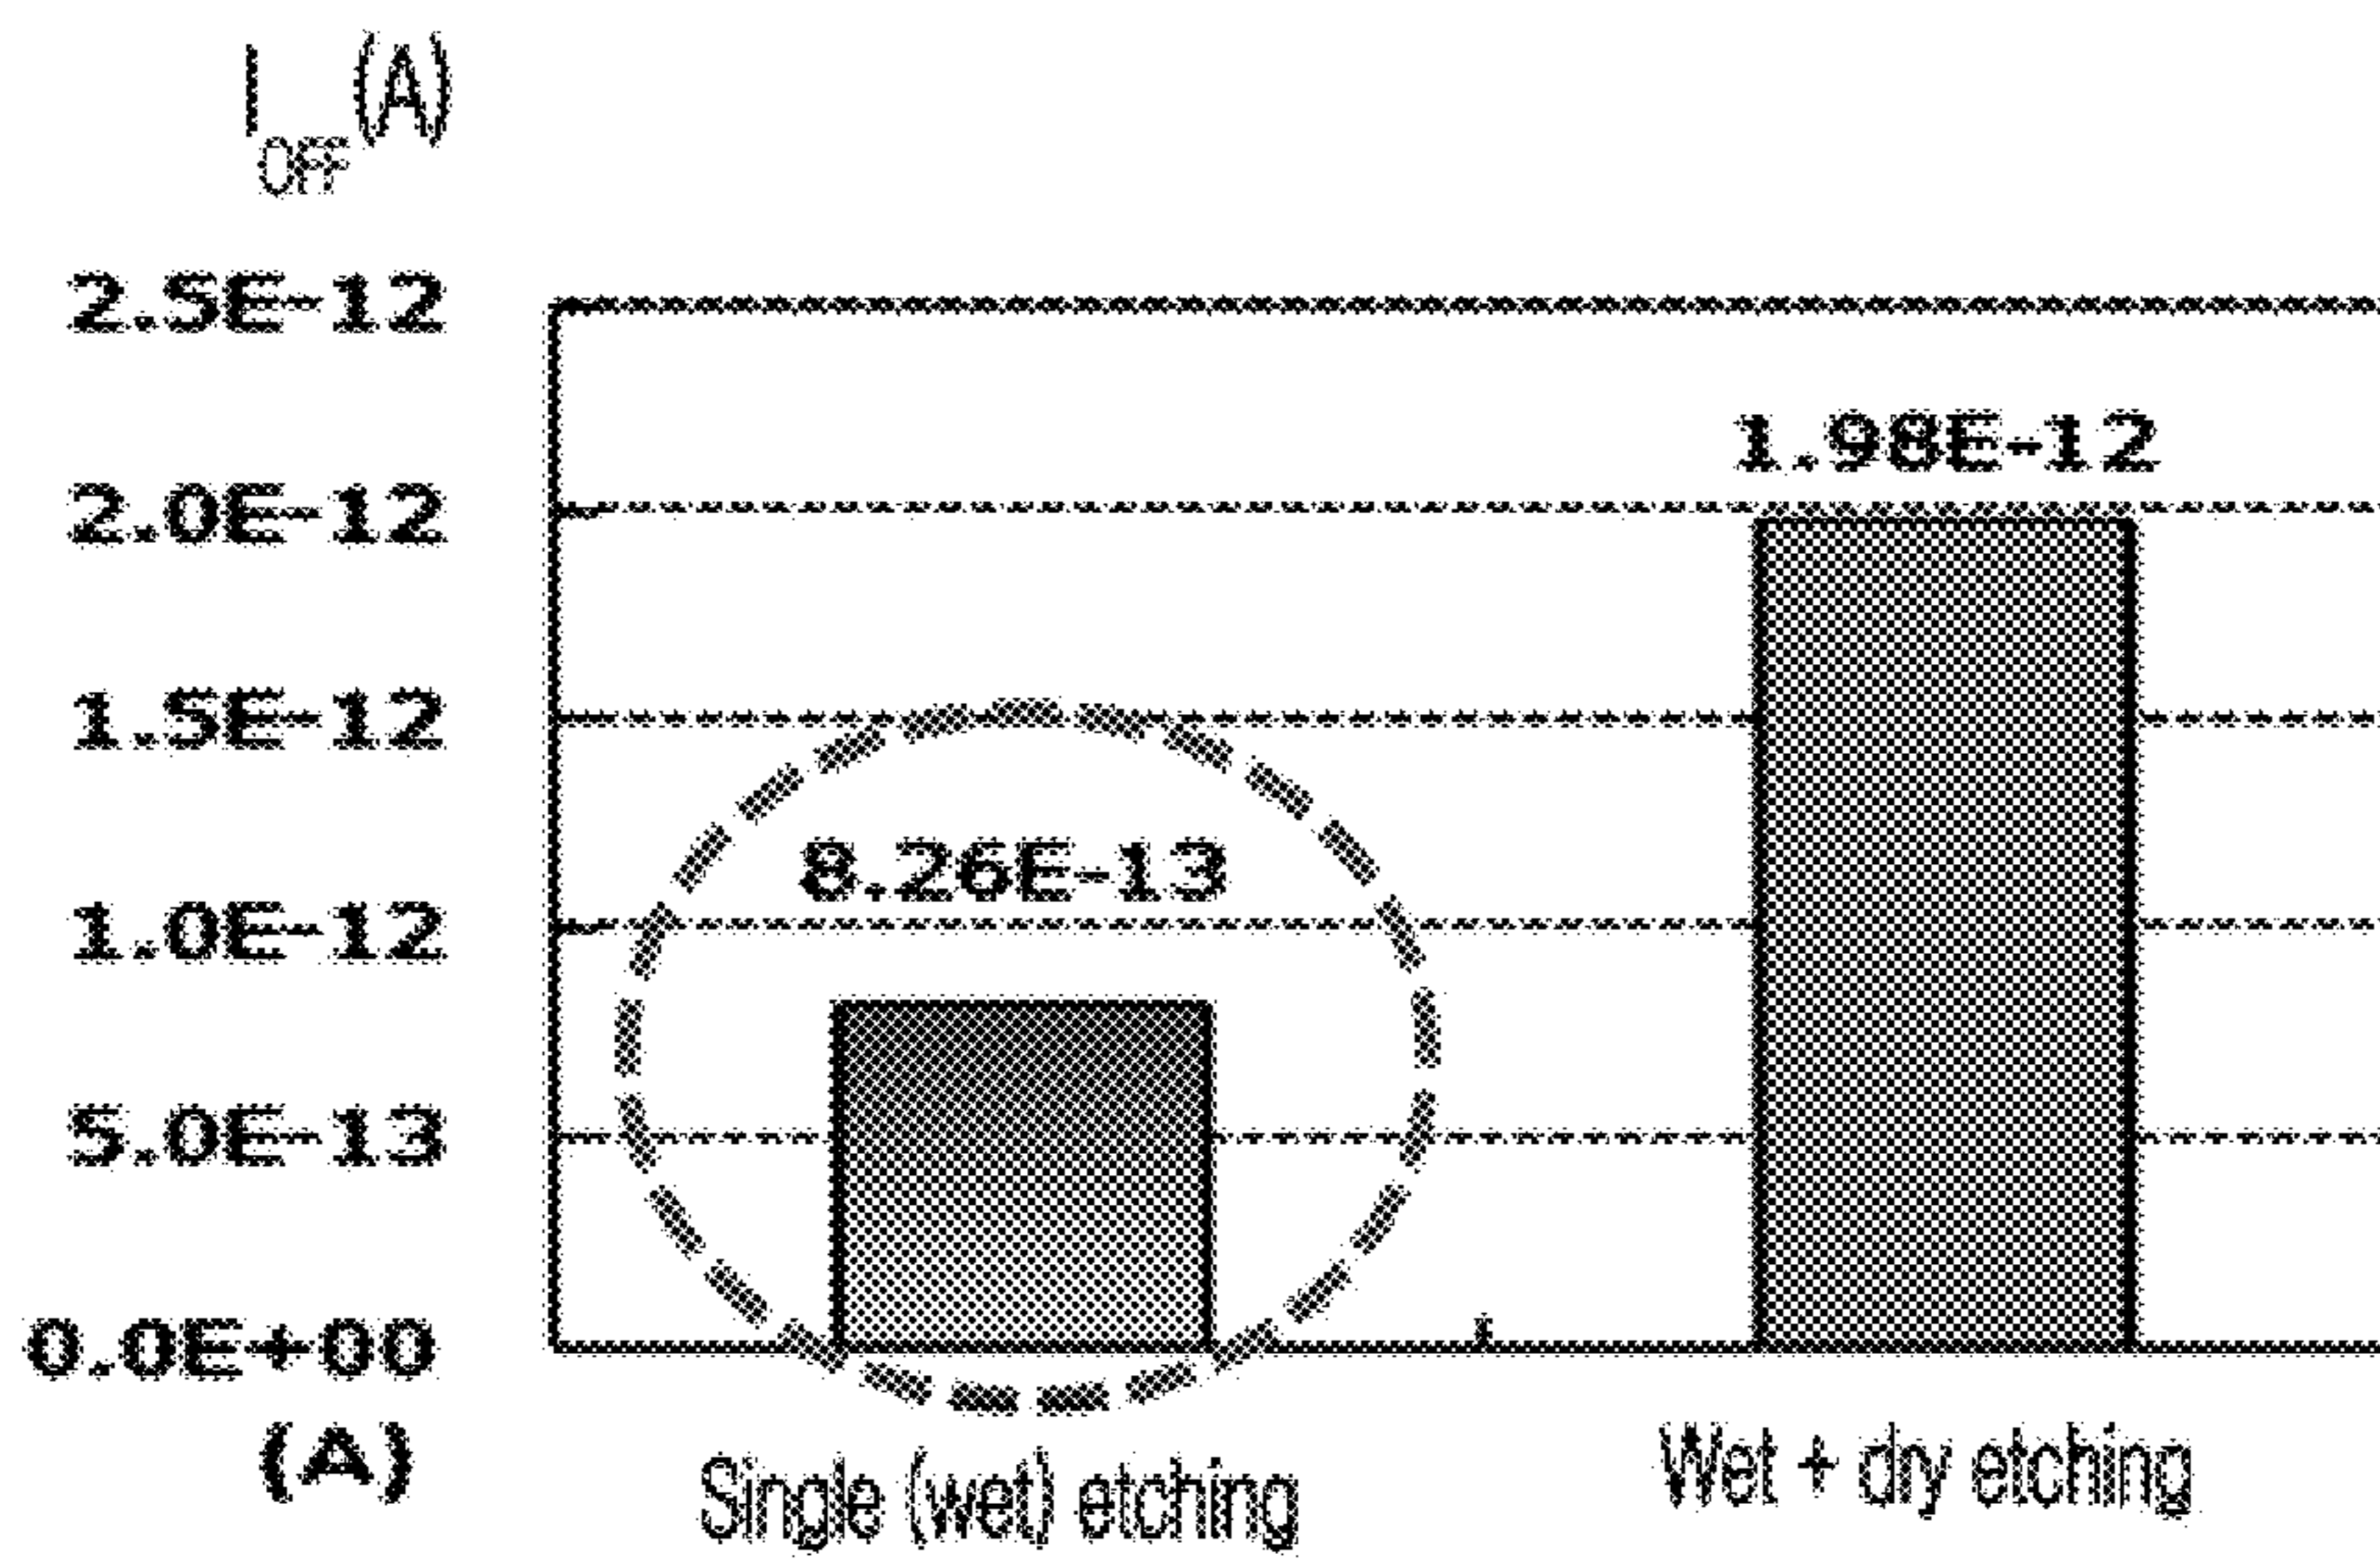 I OFF (A)
2.5E-12
1.98E-12
2.0E-12
1.5E-12
8.26E-13
1.0E-12
5.0E-13
0.0E+00
(A)
Single (wet) etching
Wet + dry etching